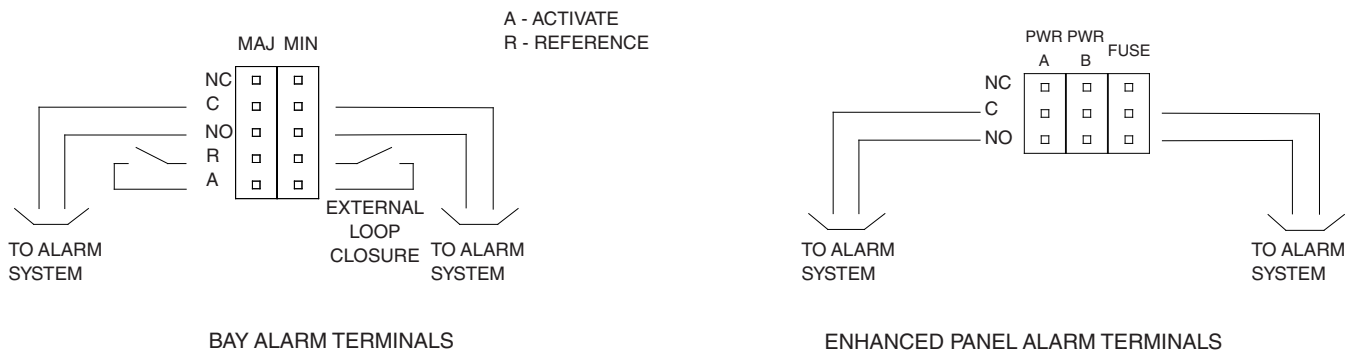 A - ACTIVATE
R - REFERENCE
MAJ MIN
NC
C
NO
R
A
EXTERNAL
LOOP
CLOSURE
TO ALARM
SYSTEM
TO ALARM
SYSTEM
BAY ALARM TERMINALS
PWR PWR FUSE
A B
NC
C
NO
TO ALARM
SYSTEM
TO ALARM
SYSTEM
ENHANCED PANEL ALARM TERMINALS